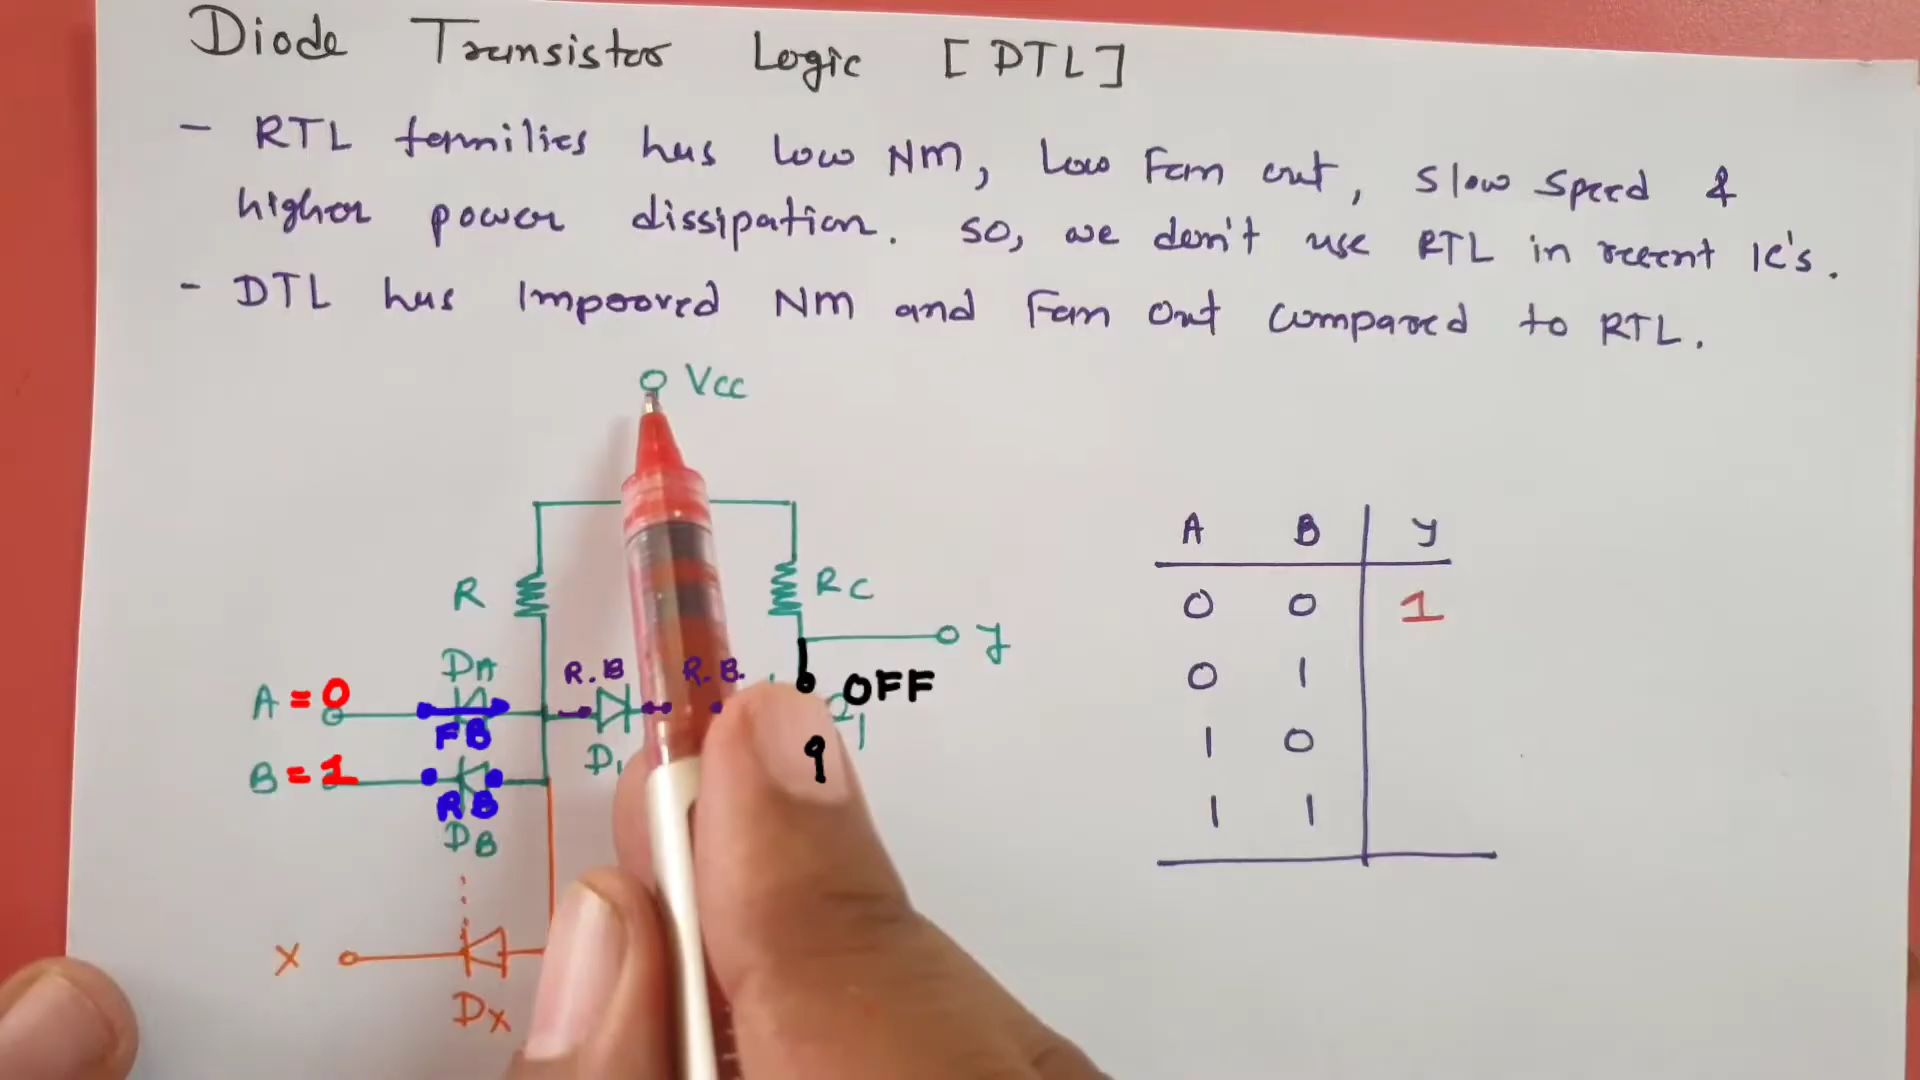 Diode Transistor Logic [DTL]
- RTL families has Low NM, Low Fan out, Slow Speed &
higher power dissipation. So, we don't use RTL in recent IC's.
- DTL has Improved NM and Fan Out compared to RTL.
Vcc
R
RC
Y
DA
R.B
R.B.
OFF
A = 0
FB
B = 1
D1
RB
DB
X
DX
A B Y
0 0 1
0 1
1 0
1 1